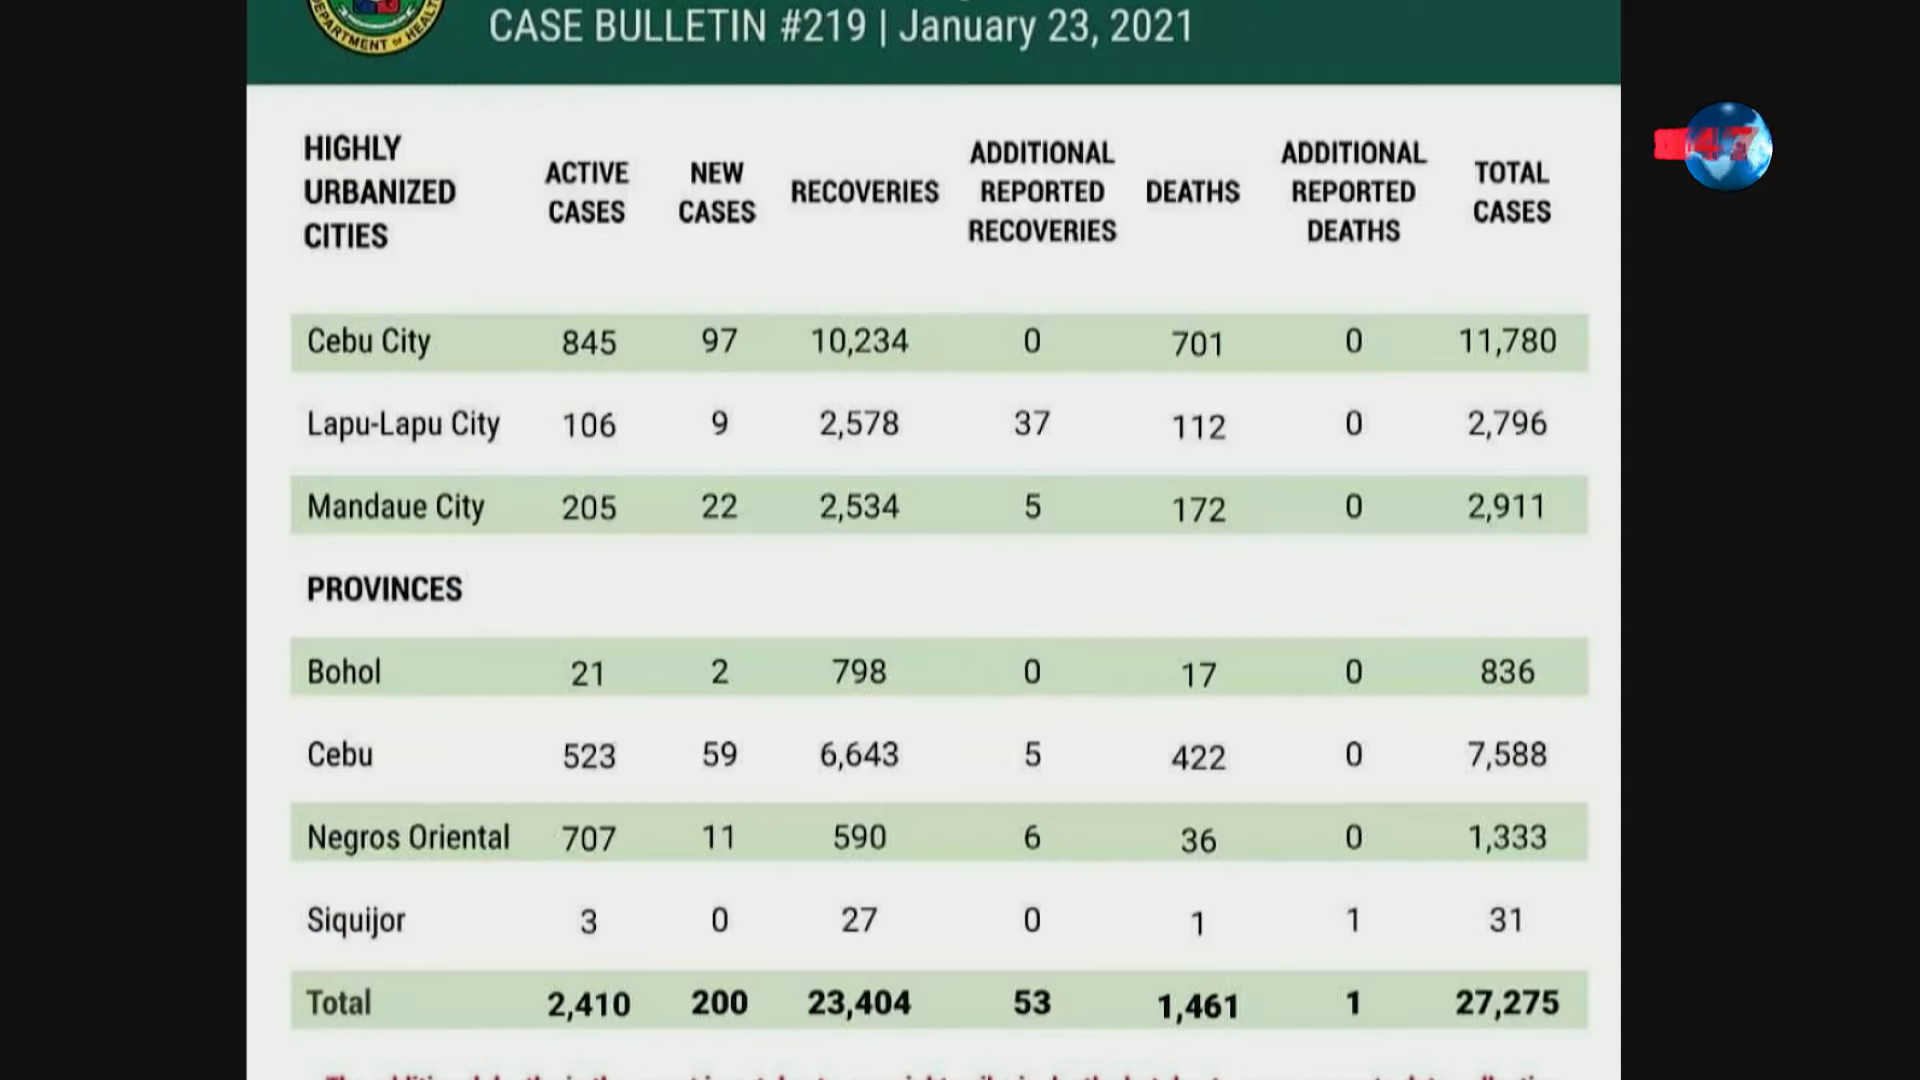 DEPARTMENT OF HEALTH
CASE BULLETIN #219 | January 23, 2021
47
HIGHLY URBANIZED CITIES ACTIVE CASES NEW CASES RECOVERIES ADDITIONAL REPORTED RECOVERIES DEATHS ADDITIONAL REPORTED DEATHS TOTAL CASES
Cebu City 845 97 10,234 0 701 0 11,780
Lapu-Lapu City 106 9 2,578 37 112 0 2,796
Mandaue City 205 22 2,534 5 172 0 2,911
PROVINCES
Bohol 21 2 798 0 17 0 836
Cebu 523 59 6,643 5 422 0 7,588
Negros Oriental 707 11 590 6 36 0 1,333
Siquijor 3 0 27 0 1 1 31
Total 2,410 200 23,404 53 1,461 1 27,275